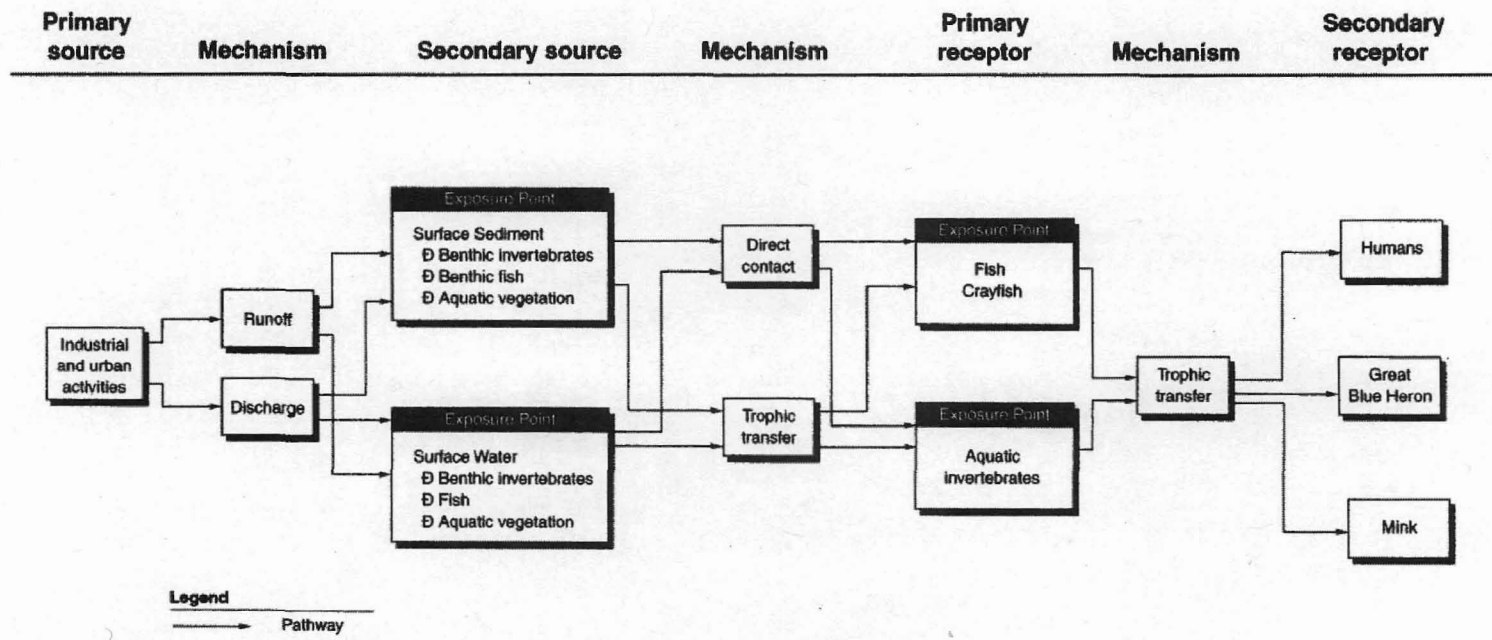 Primary source
Mechanism
Secondary source
Mechanism
Primary receptor
Mechanism
Secondary receptor
Industrial
and urban
activities
Runoff
Discharge
Exposure Point
Surface Sediment
Ð Benthic invertebrates
Ð Benthic fish
Ð Aquatic vegetation
Exposure Point
Surface Water
Ð Benthic invertebrates
Ð Fish
Ð Aquatic vegetation
Direct
contact
Trophic
transfer
Exposure Point
Fish
Crayfish
Exposure Point
Aquatic
invertebrates
Trophic
transfer
Humans
Great
Blue Heron
Mink
Legend
Pathway